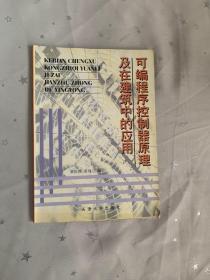 KEBIAN CHENGXU
KONGZHIQI YUANLI
JI ZAI
JIANZHU ZHONG
DE YINGYONG
可编程序控制器原理
及在建筑中的应用